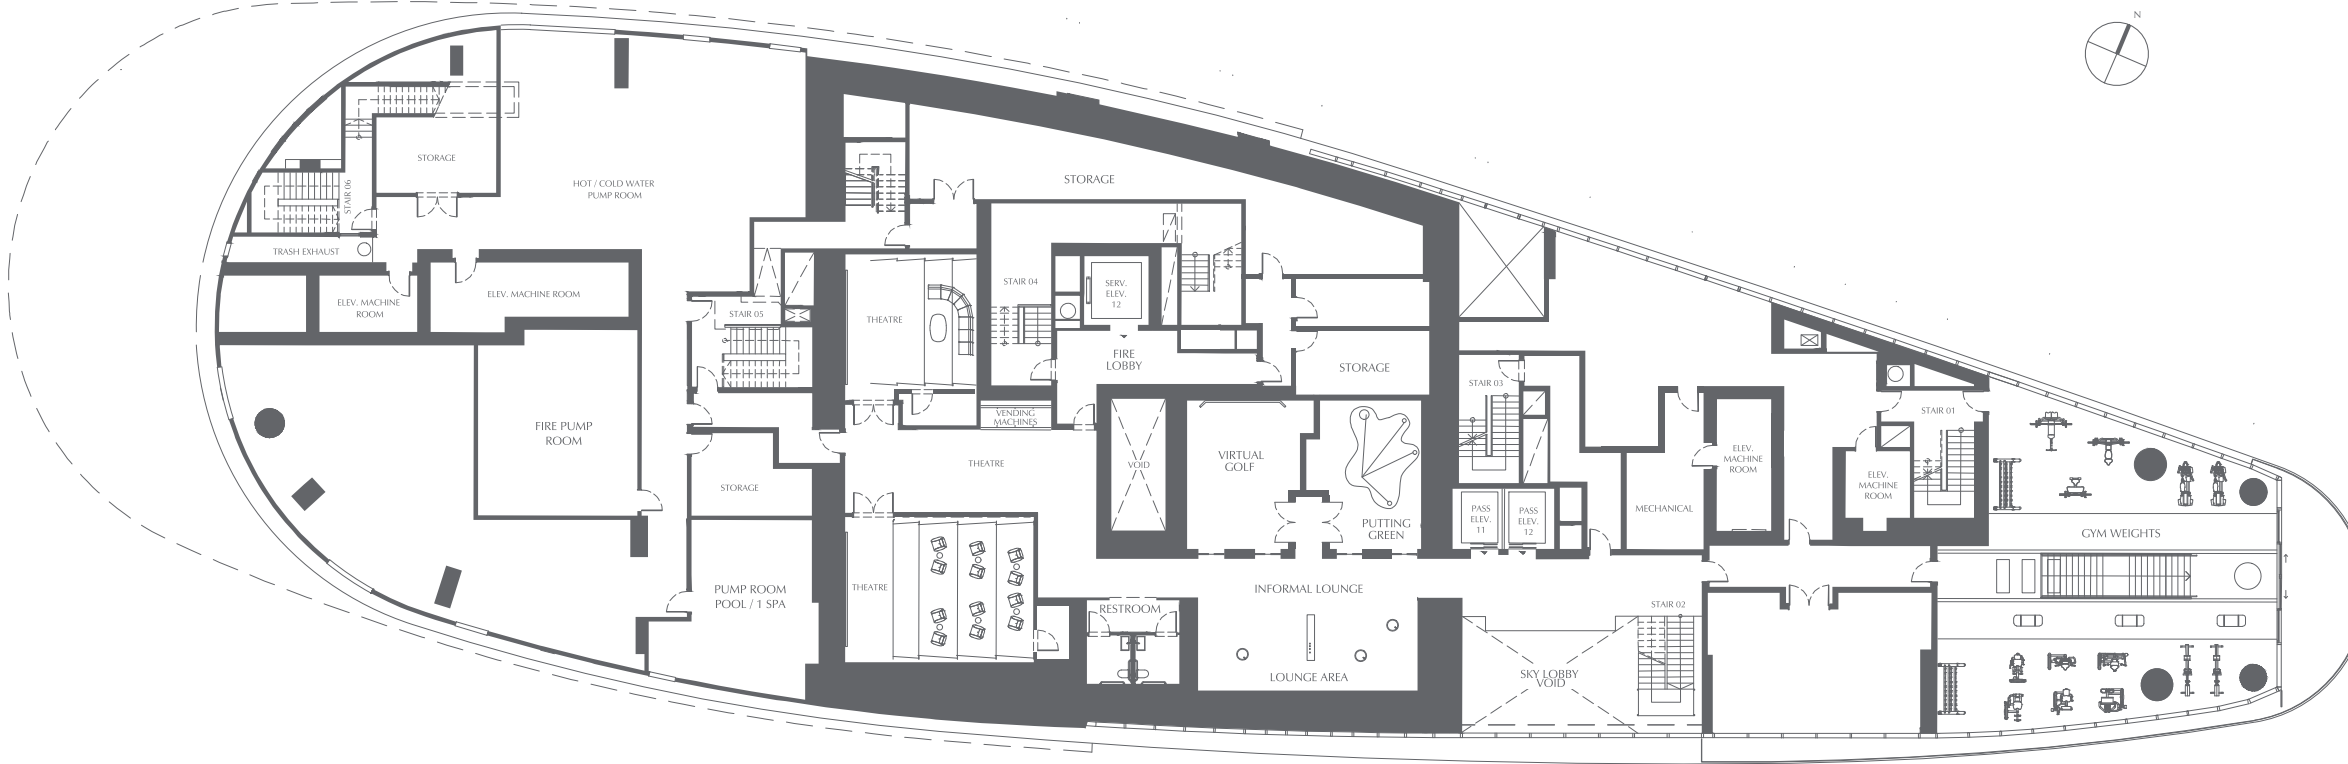 N
STORAGE
STAIR 06
HOT / COLD WATER
PUMP ROOM
STORAGE
TRASH EXHAUST
ELEV. MACHINE
ROOM
ELEV. MACHINE ROOM
STAIR 05
THEATRE
STAIR 04
SERV.
ELEV.
12
FIRE
LOBBY
STORAGE
STAIR 03
STAIR 01
VENDING
MACHINES
FIRE PUMP
ROOM
THEATRE
VOID
VIRTUAL
GOLF
PUTTING
GREEN
ELEV.
MACHINE
ROOM
ELEV.
MACHINE
ROOM
STORAGE
PASS
ELEV.
11
PASS
ELEV.
12
MECHANICAL
GYM WEIGHTS
PUMP ROOM
POOL / 1 SPA
THEATRE
INFORMAL LOUNGE
RESTROOM
STAIR 02
LOUNGE AREA
SKY LOBBY
VOID